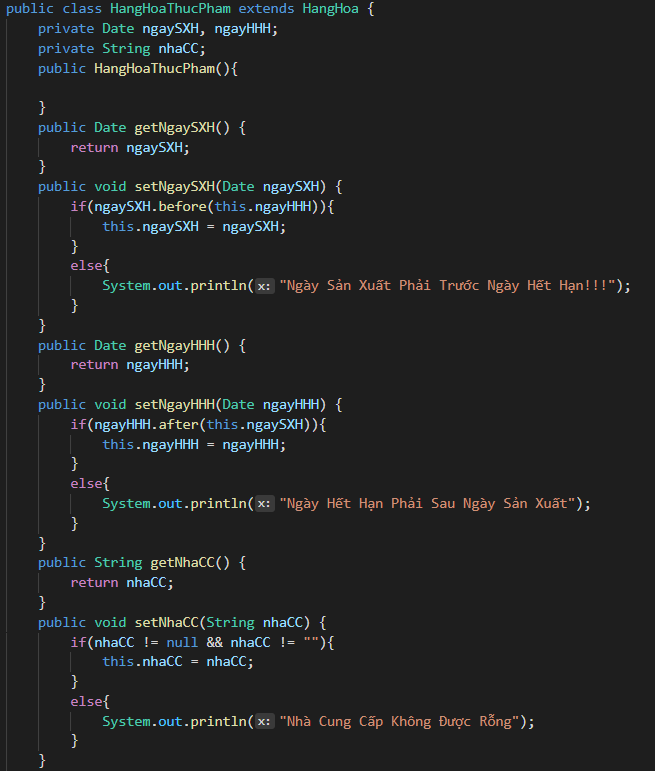 public class HangHoaThucPham extends HangHoa {
    private Date ngaySXH, ngayHHH;
    private String nhaCC;
    public HangHoaThucPham(){

    }
    public Date getNgaySXH() {
        return ngaySXH;
    }
    public void setNgaySXH(Date ngaySXH) {
        if(ngaySXH.before(this.ngayHHH)){
            this.ngaySXH = ngaySXH;
        }
        else{
            System.out.println(x: "Ngày Sản Xuất Phải Trước Ngày Hết Hạn!!!");
        }
    }
    public Date getNgayHHH() {
        return ngayHHH;
    }
    public void setNgayHHH(Date ngayHHH) {
        if(ngayHHH.after(this.ngaySXH)){
            this.ngayHHH = ngayHHH;
        }
        else{
            System.out.println(x: "Ngày Hết Hạn Phải Sau Ngày Sản Xuất");
        }
    }
    public String getNhaCC() {
        return nhaCC;
    }
    public void setNhaCC(String nhaCC) {
        if(nhaCC != null && nhaCC != ""){
            this.nhaCC = nhaCC;
        }
        else{
            System.out.println(x: "Nhà Cung Cấp Không Được Rỗng");
        }
    }